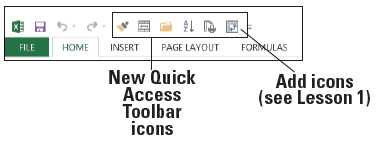 FILE HOME INSERT PAGE LAYOUT FORMULAS
New Quick
Access
Toolbar
icons
Add icons
(see Lesson 1)